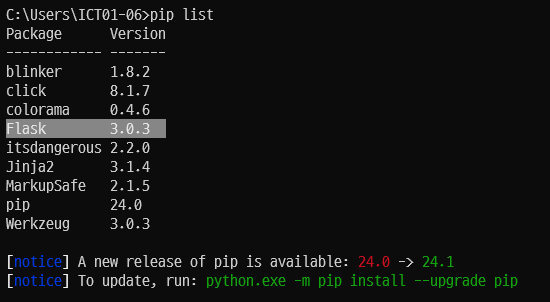 C:\Users\ICT01-06>pip list
Package      Version
------------ -------
blinker      1.8.2
click        8.1.7
colorama     0.4.6
Flask        3.0.3
itsdangerous 2.2.0
Jinja2       3.1.4
MarkupSafe   2.1.5
pip          24.0
Werkzeug     3.0.3
[notice] A new release of pip is available: 24.0 -> 24.1
[notice] To update, run: python.exe -m pip install --upgrade pip